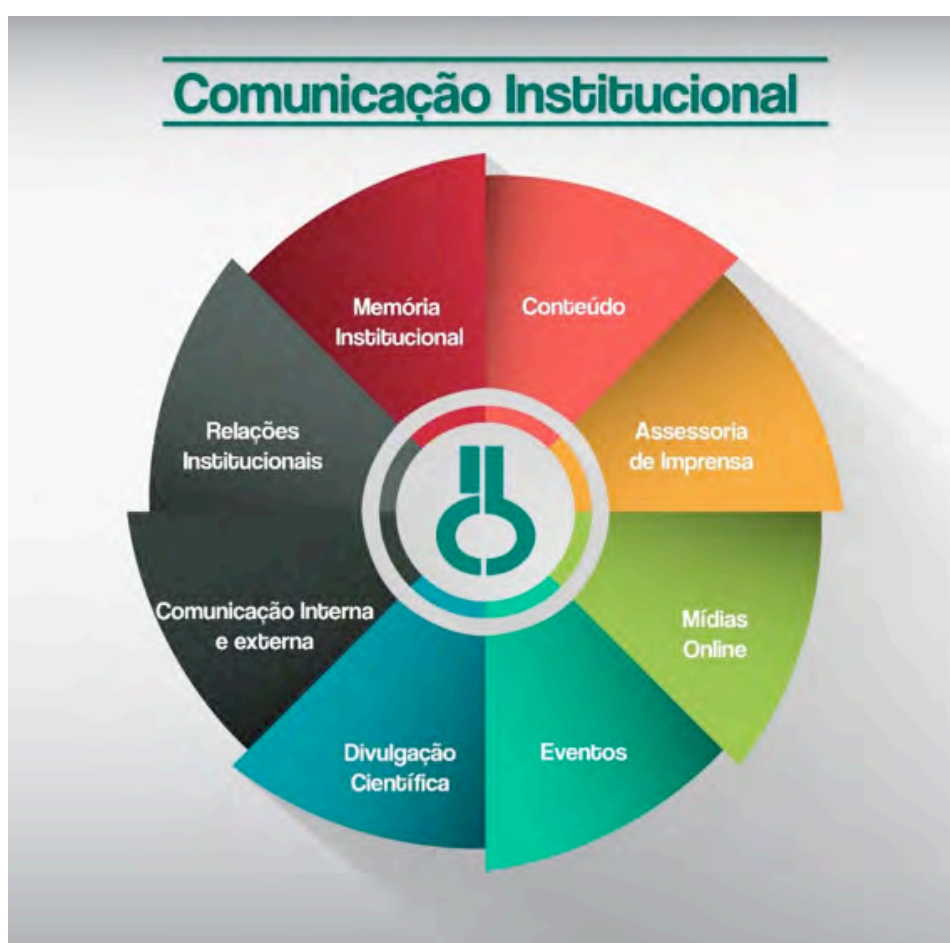 Comunicação Institucional
Memória
Institucional
Conteúdo
Assessoria
de Imprensa
Mídias
Online
Eventos
Divulgação
Científica
Comunicação Interna
e externa
Relações
Institucionais